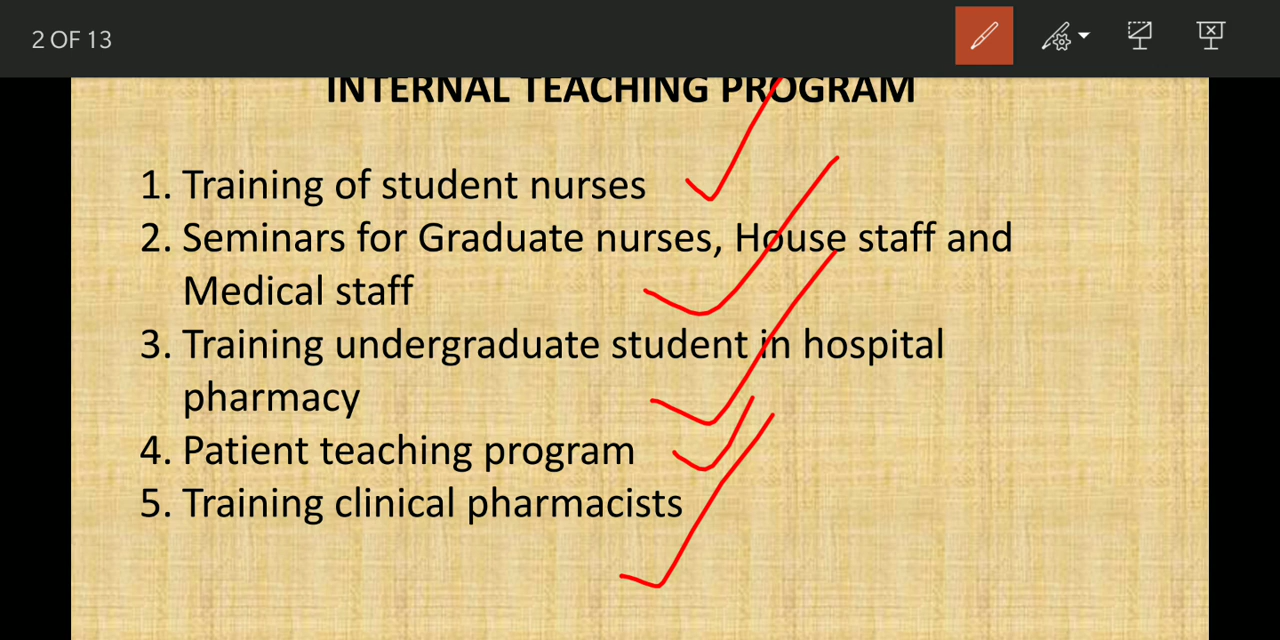 2 OF 13
INTERNAL TEACHING PROGRAM
1. Training of student nurses
2. Seminars for Graduate nurses, House staff and
Medical staff
3. Training undergraduate student in hospital
pharmacy
4. Patient teaching program
5. Training clinical pharmacists